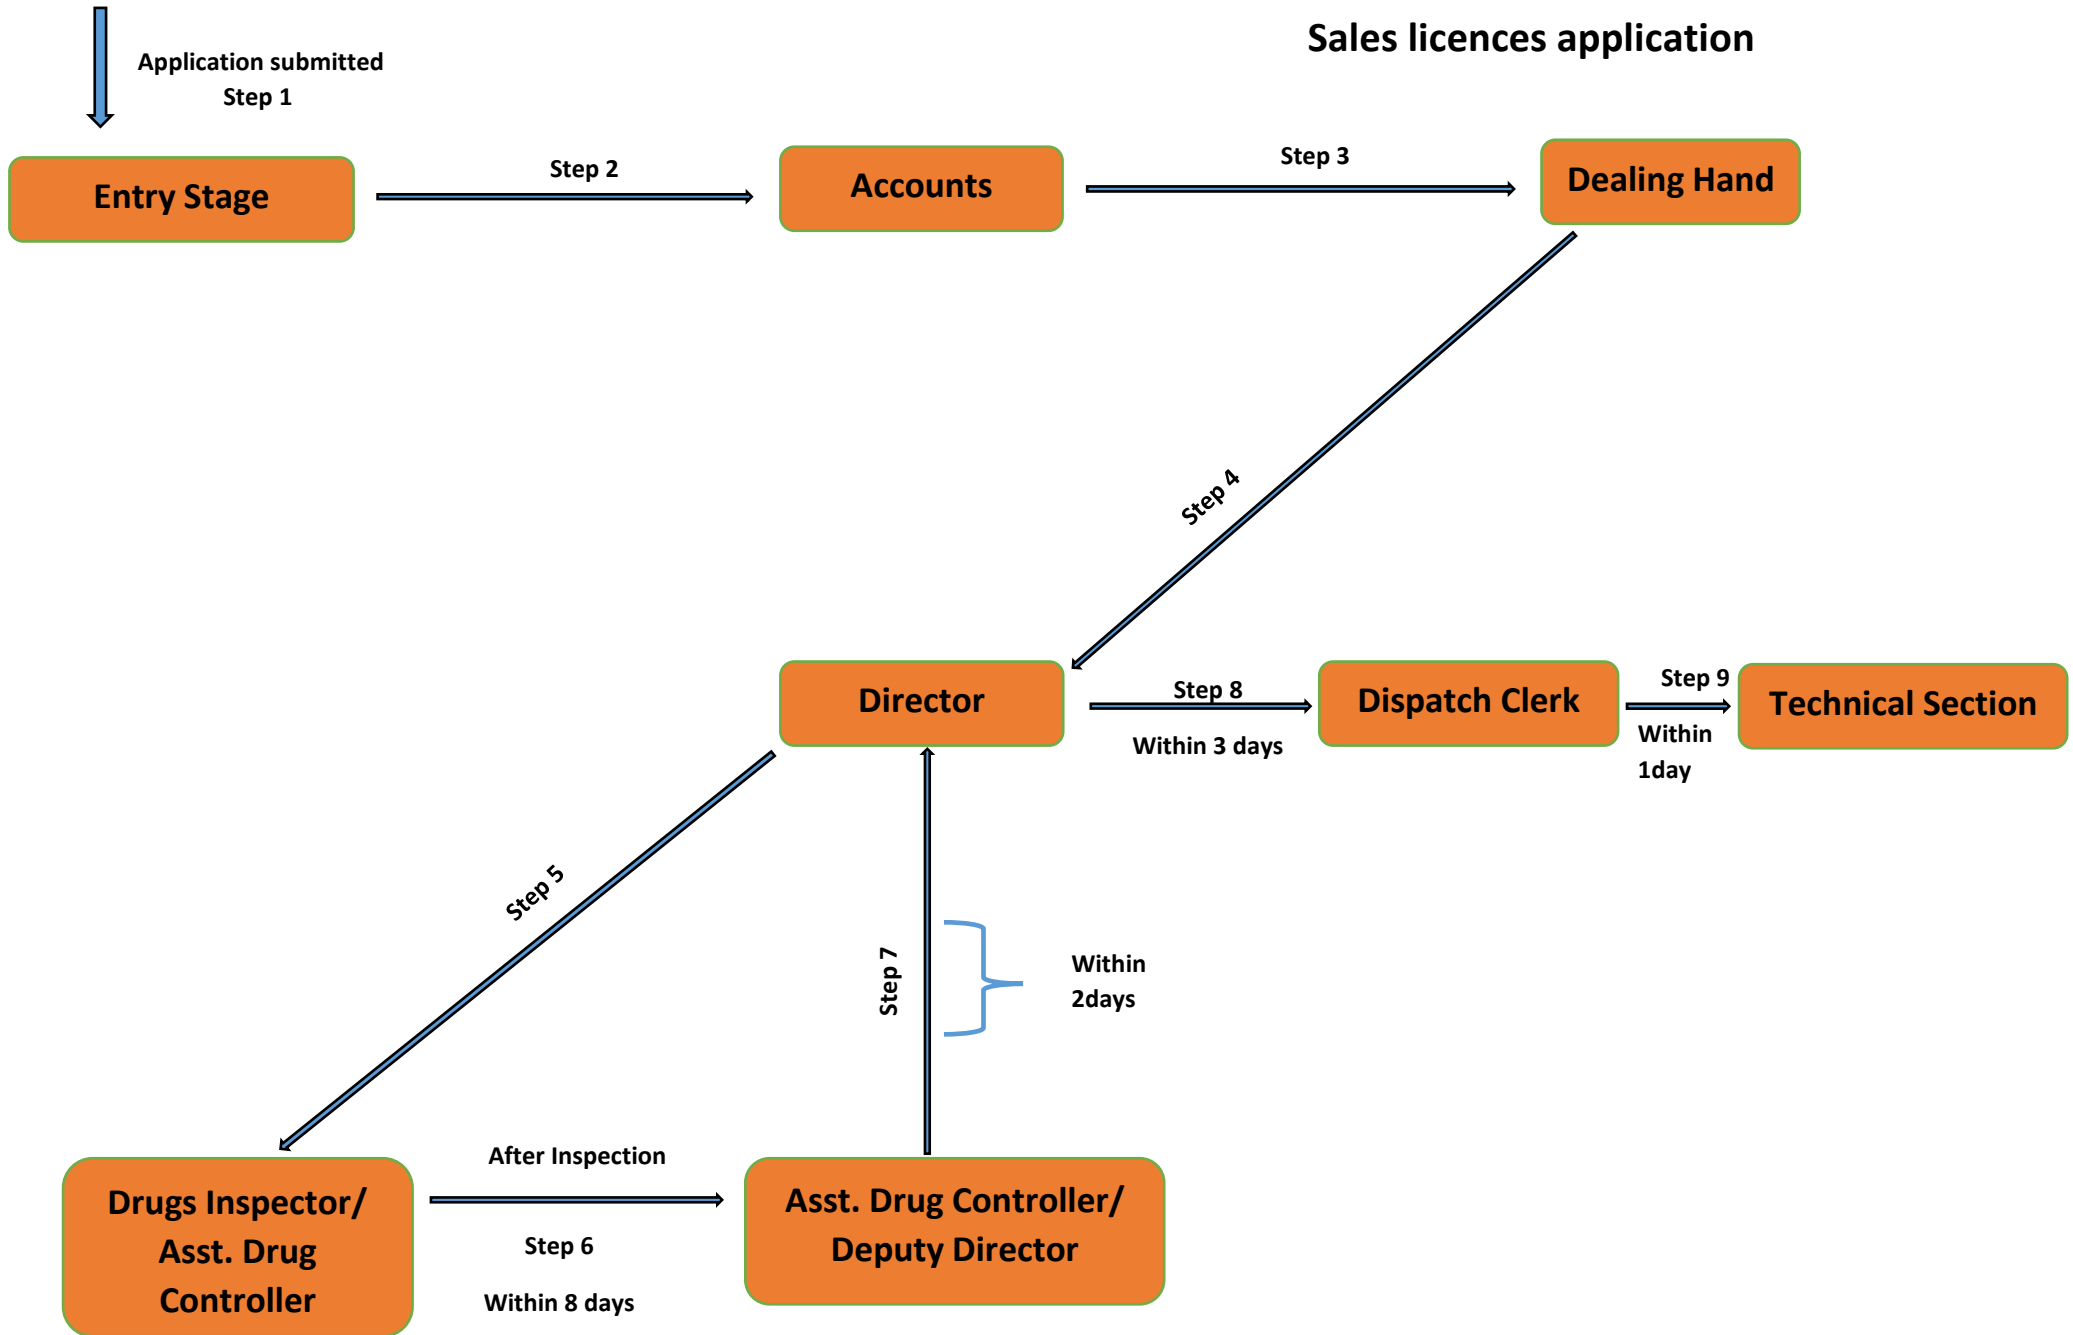 Sales licences application
Application submitted
Step 1
Entry Stage
Step 2
Accounts
Step 3
Dealing Hand
Step 4
Director
Step 8
Within 3 days
Dispatch Clerk
Step 9
Within
1day
Technical Section
Step 5
Step 7
Within
2days
Drugs Inspector/
Asst. Drug
Controller
After Inspection
Step 6
Within 8 days
Asst. Drug Controller/
Deputy Director